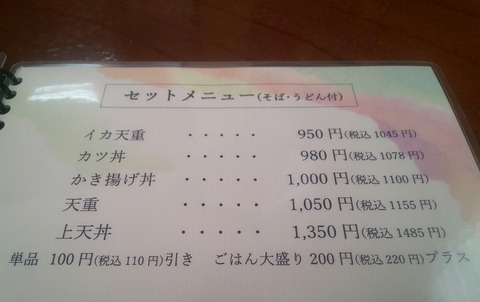 セットメニュー(そば・うどん付)
イカ天重 ・・・・・ 950円(税込1045円)
カツ丼 ・・・・・ 980円(税込1078円)
かき揚げ丼 ・・・・・ 1,000円(税込1100円)
天重 ・・・・・ 1,050円(税込1155円)
上天丼 ・・・・・ 1,350円(税込1485円)
単品 100円(税込110円)引き ごはん大盛り200円(税込220円)プラス